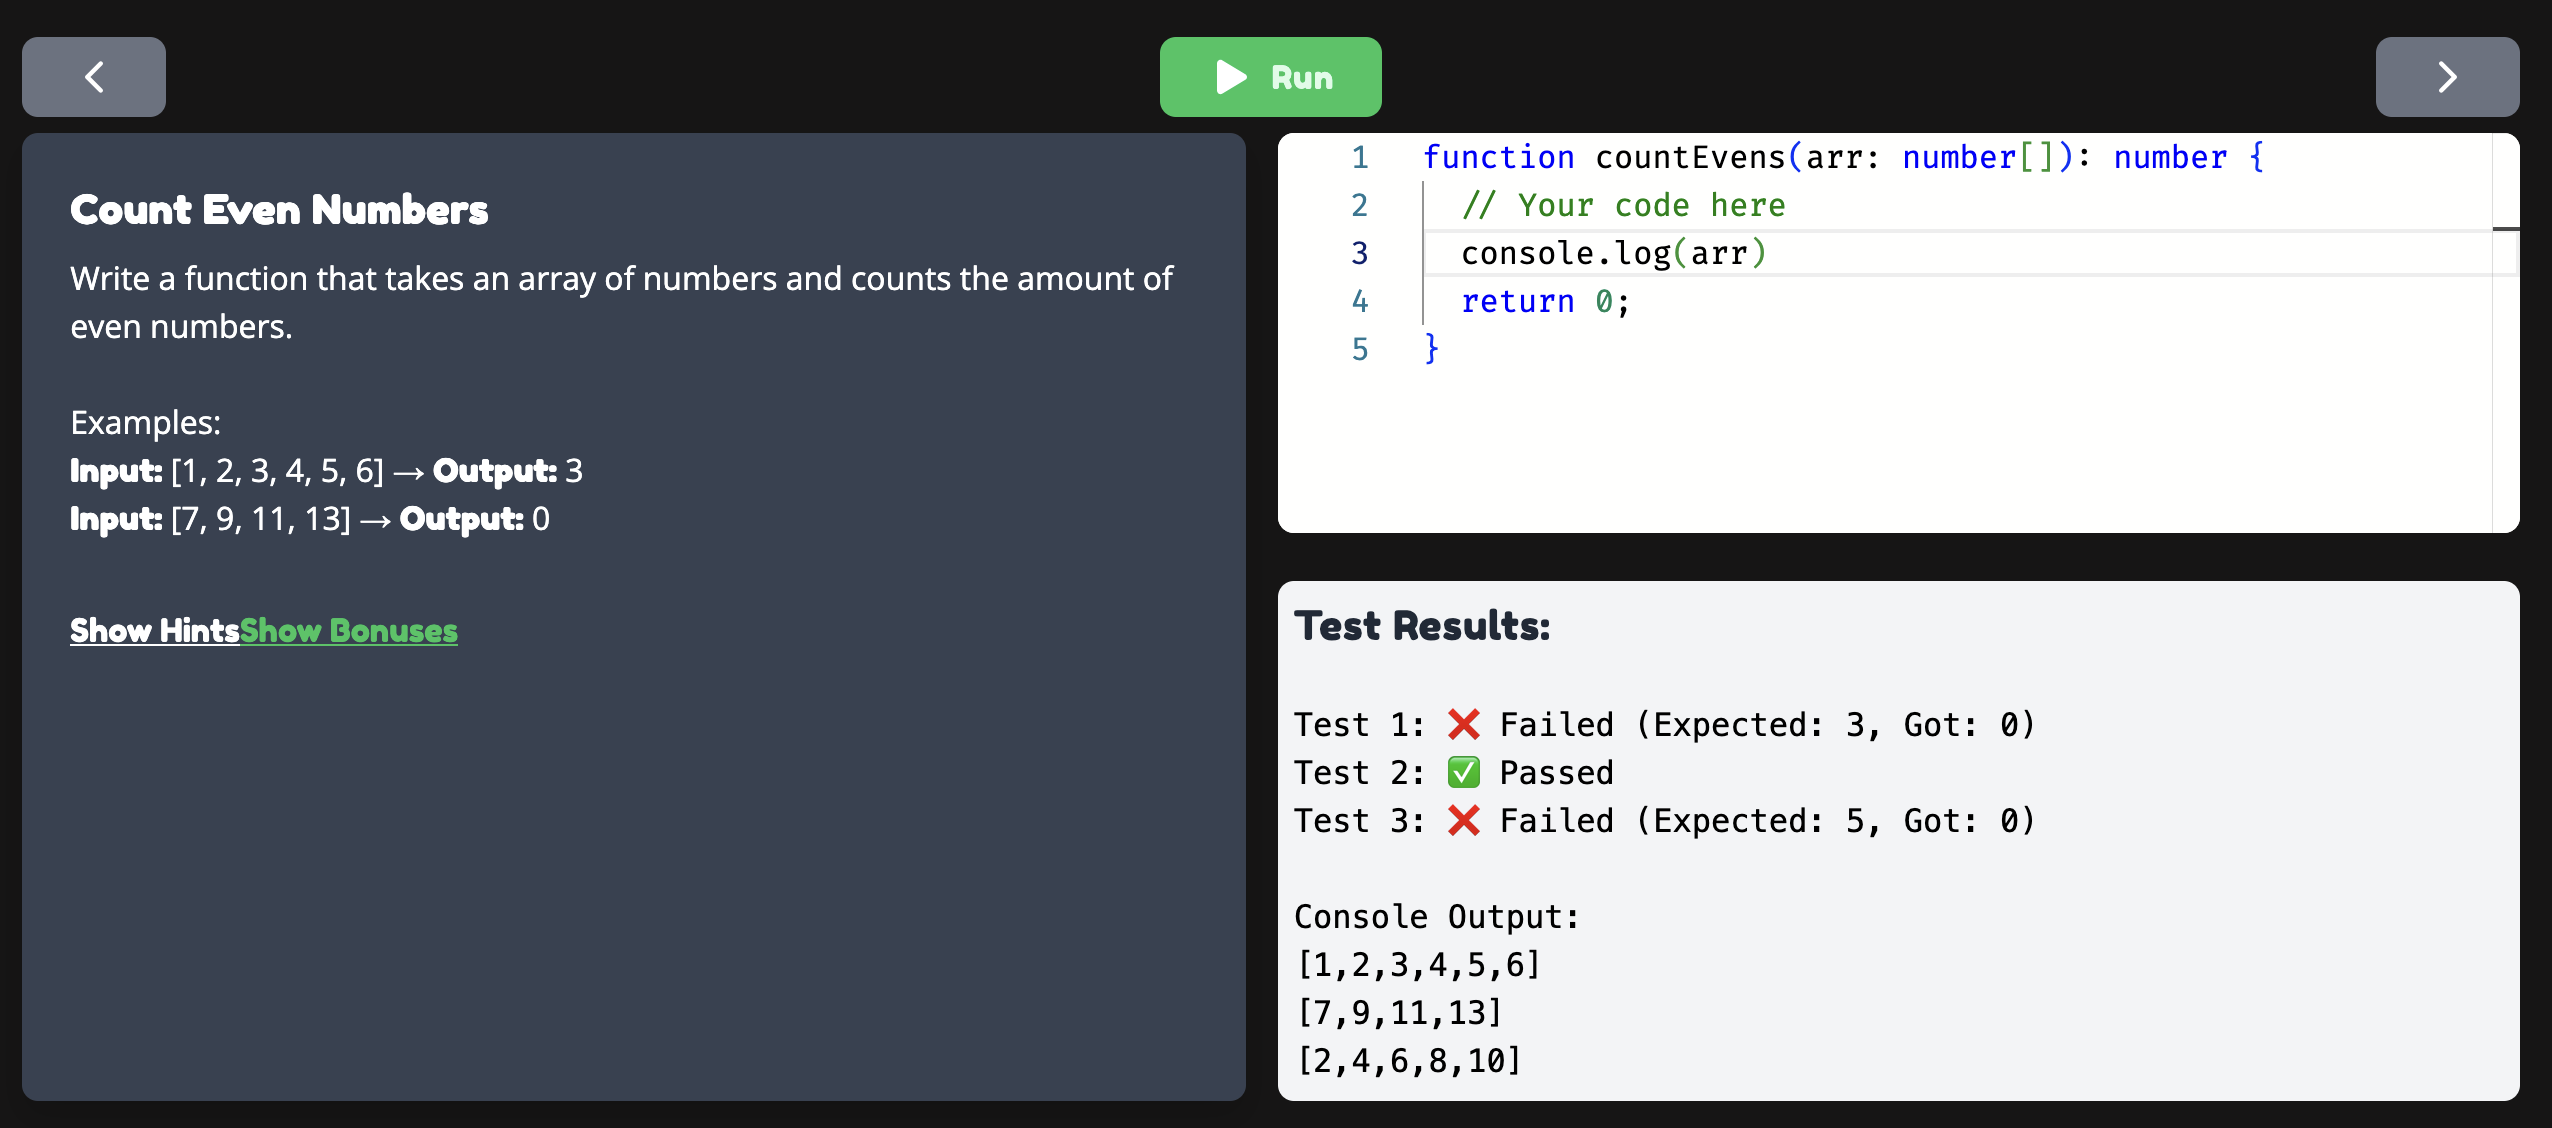 Run
Count Even Numbers
Write a function that takes an array of numbers and counts the amount of
even numbers.
Examples:
Input: [1, 2, 3, 4, 5, 6] → Output: 3
Input: [7, 9, 11, 13] → Output: 0
Show HintsShow Bonuses
1 function countEvens(arr: number[]): number {
2 // Your code here
3 console.log(arr)
4 return 0;
5 }
Test Results:
Test 1: ❌ Failed (Expected: 3, Got: 0)
Test 2: ✅ Passed
Test 3: ❌ Failed (Expected: 5, Got: 0)
Console Output:
[1,2,3,4,5,6]
[7,9,11,13]
[2,4,6,8,10]